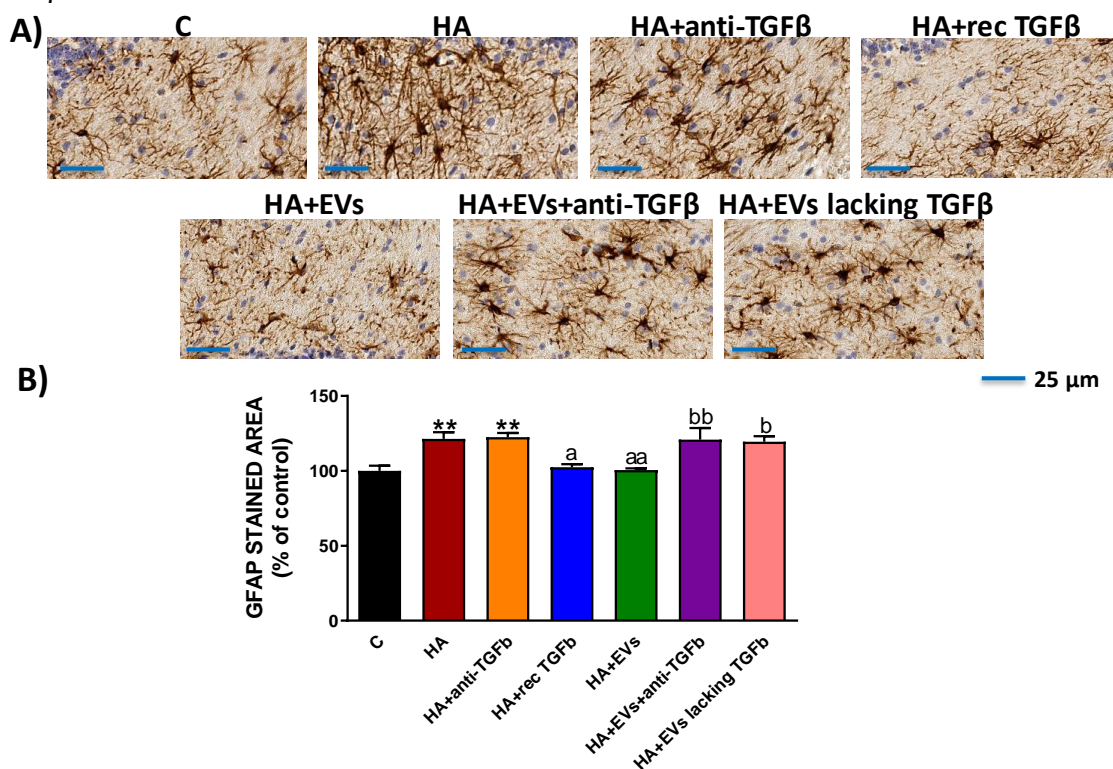 A)
C
HA
HA+anti-TGFβ
HA+rec TGFβ
HA+EVs
HA+EVs+anti-TGFβ
HA+EVs lacking TGFβ
25 μm
B)
GFAP STAINED AREA
(% of control)
150
100
50
0
**
**
a
aa
bb
b
C
HA
HA+anti-TGFb
HA+rec TGFb
HA+EVs
HA+EVs+anti-TGFb
HA+EVs lacking TGFb